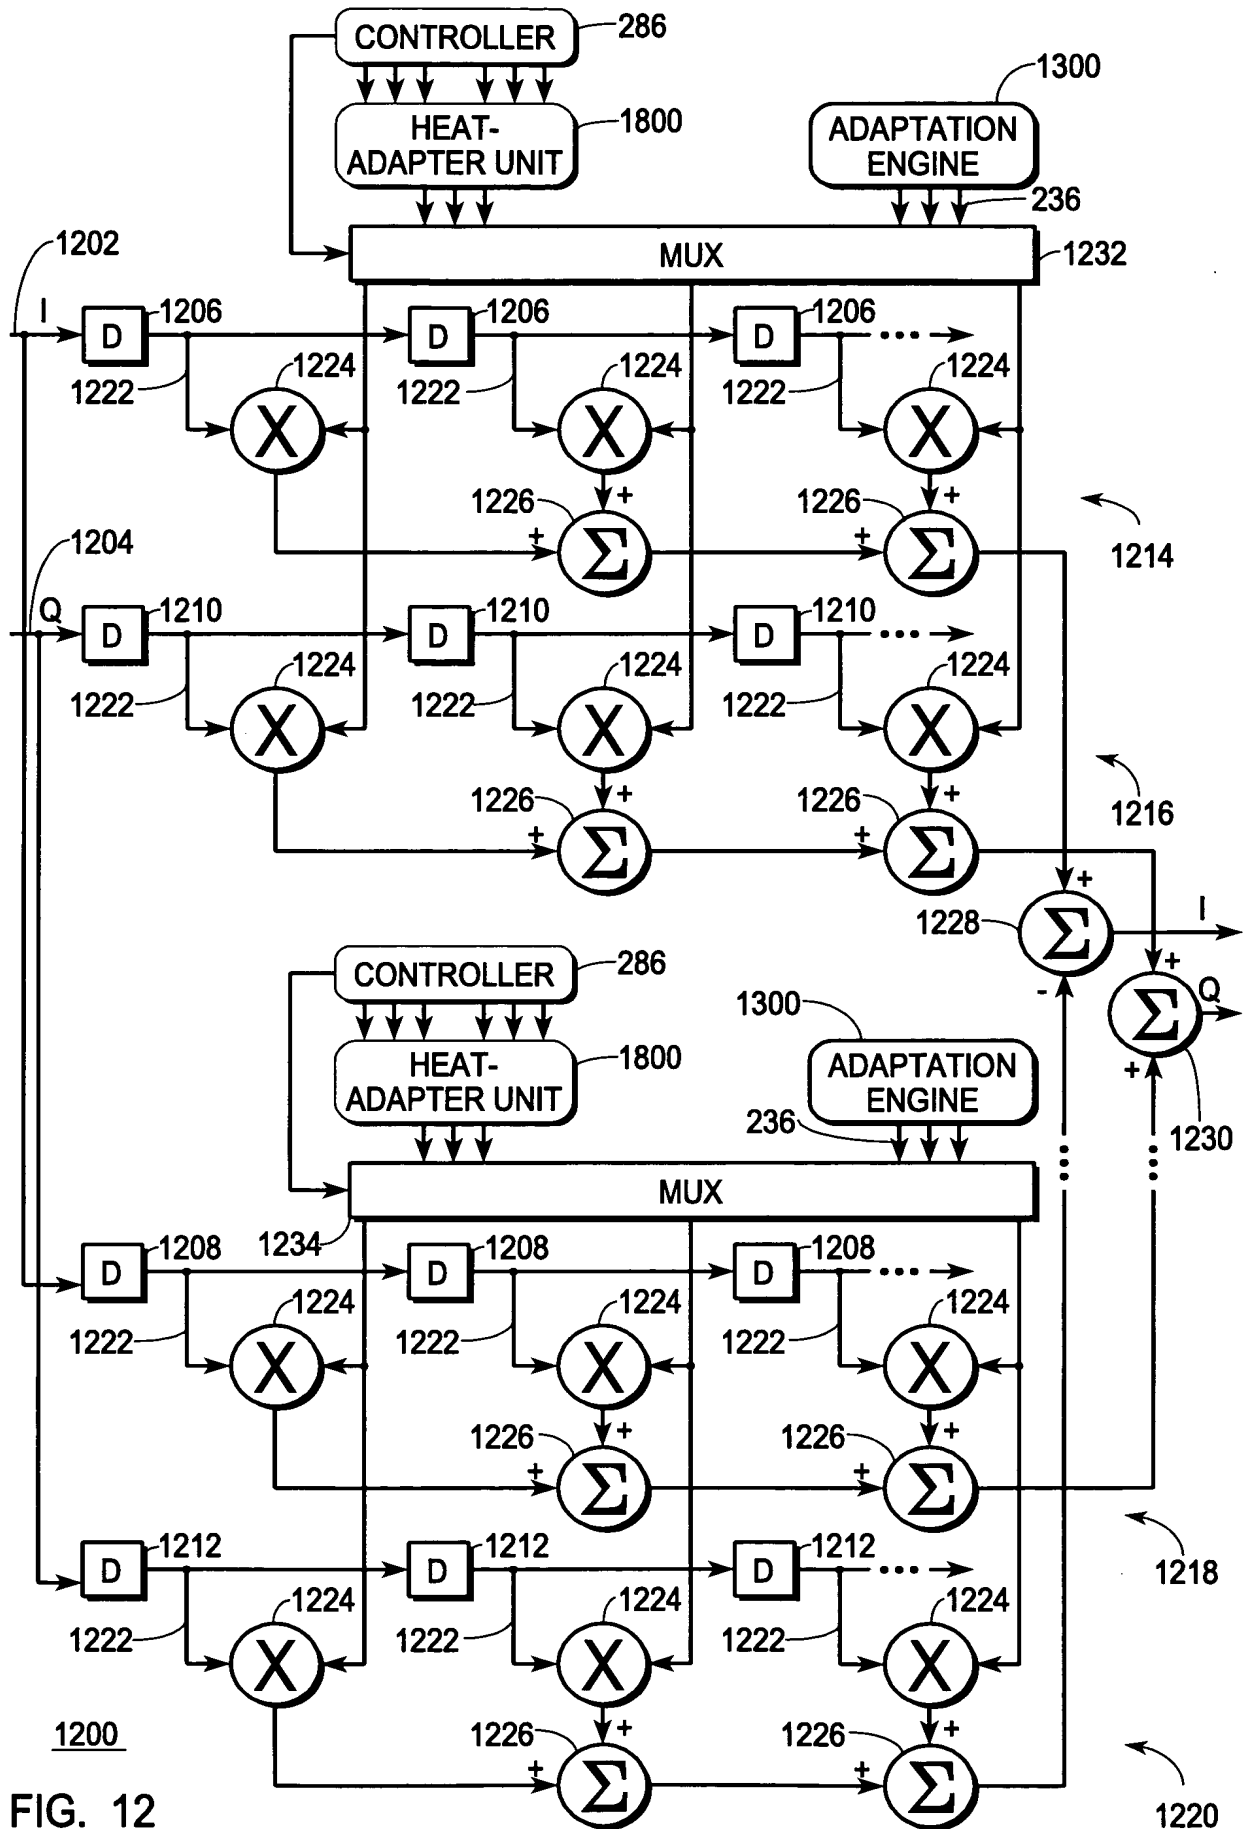 CONTROLLER
286
1300
HEAT-
ADAPTER UNIT
1800
ADAPTATION
ENGINE
236
1202
MUX
1232
I
D
1206
D
1206
D
1206
•••
1222
1224
X
1222
1224
X
1222
1224
X
1226
+
1226
+
+
Σ
+
Σ
1214
1204
Q
D
1210
D
1210
D
1210
•••
1222
1224
X
1222
1224
X
1222
1224
X
1226
+
1226
+
1216
+
Σ
+
Σ
+
1228
Σ
I
CONTROLLER
286
+
-
1300
Σ
Q
HEAT-
ADAPTER UNIT
1800
ADAPTATION
ENGINE
+
236
1230
MUX
1234
D
1208
D
1208
D
1208
•••
1222
1224
X
1222
1224
X
1222
1224
X
1226
+
1226
+
+
Σ
+
Σ
1218
D
1212
D
1212
D
1212
•••
1222
1224
X
1222
1224
X
1222
1224
X
1200
1226
+
1226
+
+
Σ
+
Σ
1220
FIG. 12